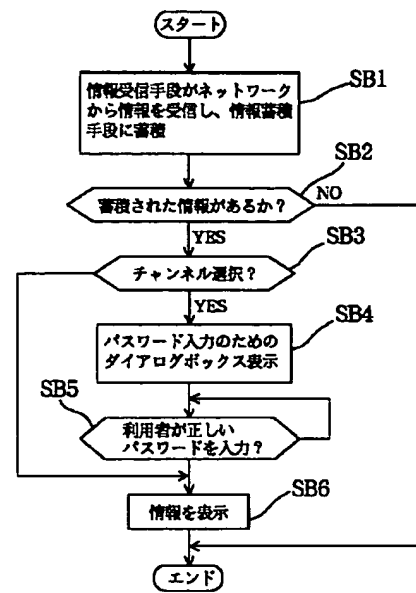 スタート
SB1
情報受信手段がネットワーク
から情報を受信し、情報蓄積
手段に蓄積
SB2
蓄積された情報があるか?
NO
YES
SB3
チャンネル選択?
YES
SB4
パスワード入力のための
ダイアログボックス表示
SB5
利用者が正しい
パスワードを入力?
SB6
情報を表示
エンド